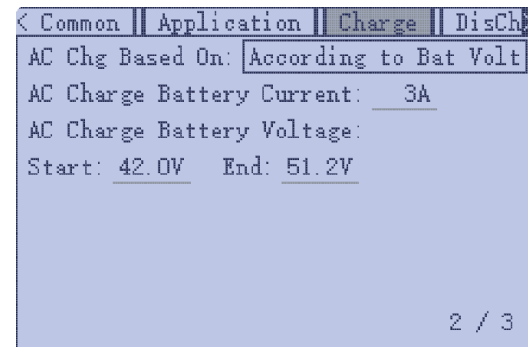 < Common || Application || Charge || DisCh
AC Chg Based On: According to Bat Volt
AC Charge Battery Current: 3A
AC Charge Battery Voltage:
Start: 42.0V End: 51.2V
2 / 3